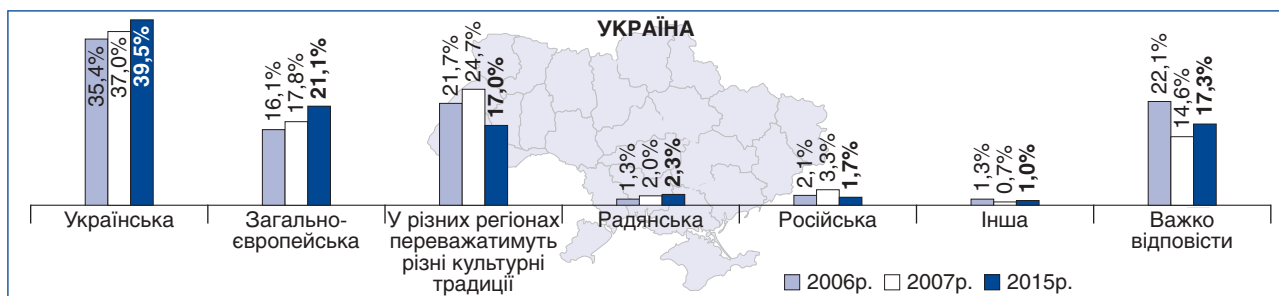 УКРАЇНА
35,4% 37,0% 39,5%
16,1% 17,8% 21,1%
21,7% 24,7% 17,0%
1,3% 2,0% 2,3%
2,1% 3,3% 1,7%
1,3% 0,7% 1,0%
22,1% 14,6% 17,3%
Українська
Загально-
європейська
У різних регіонах
переважатимуть
різні культурні
традиції
Радянська
Російська
Інша
Важко
відповісти
2006р. 2007р. 2015р.